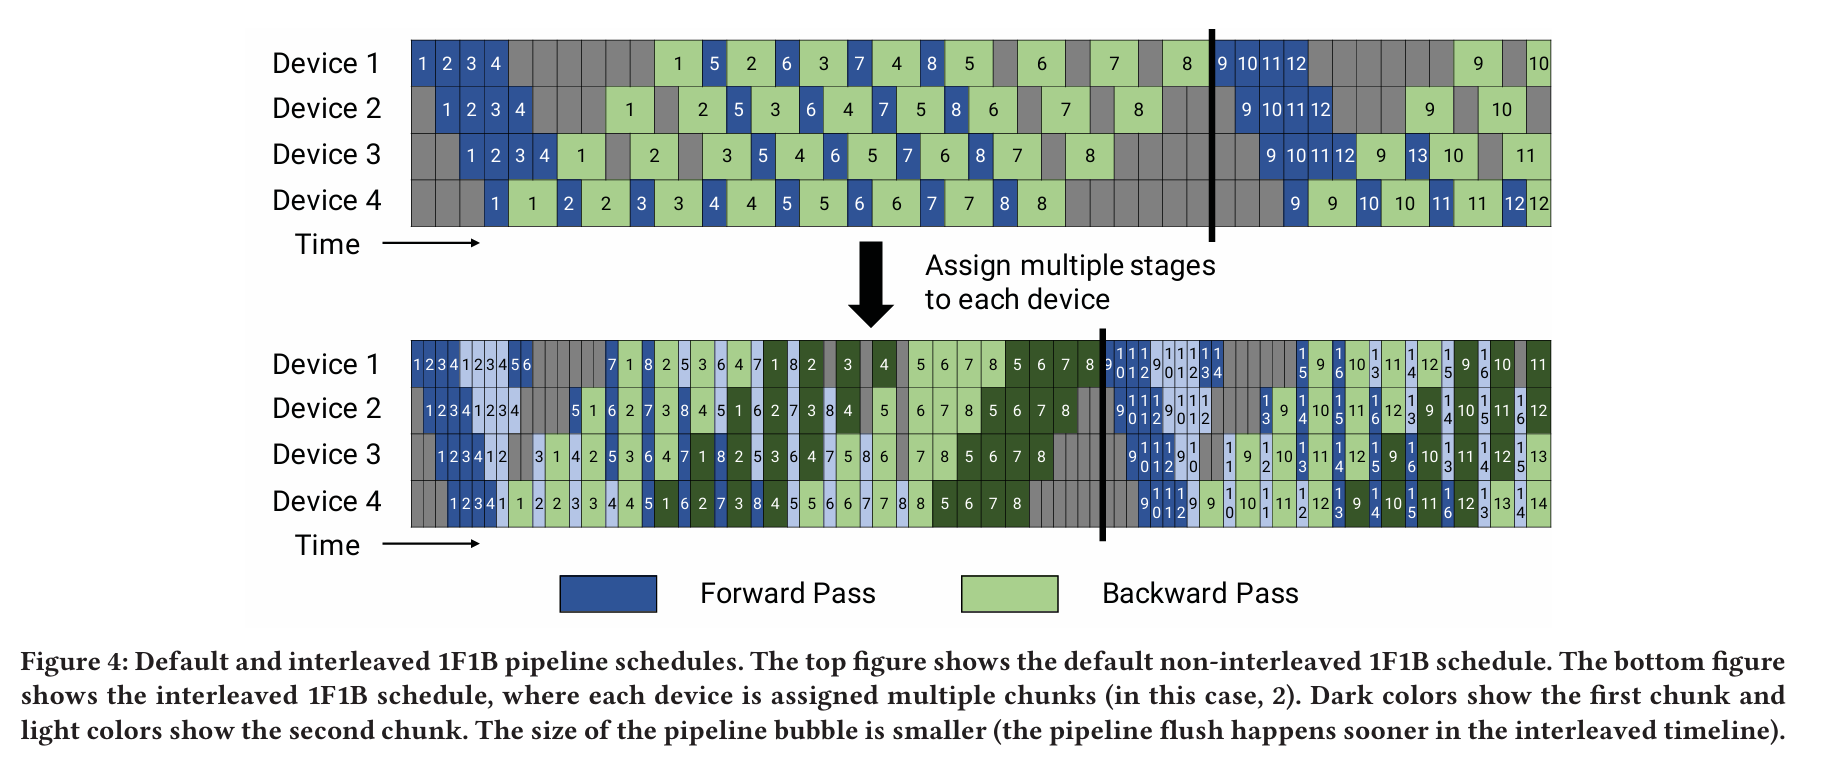 Device 1 1 2 3 4 1 5 2 6 3 7 4 8 5 6 7 8 9 10 11 12 9 10
Device 2 1 2 3 4 1 2 5 3 6 4 7 5 8 6 7 8 9 10 11 12 9 10
Device 3 1 2 3 4 1 2 3 5 4 6 5 7 6 8 7 8 9 10 11 12 9 13 10 11
Device 4 1 1 2 2 3 3 4 4 5 5 6 6 7 7 8 8 9 9 10 10 11 11 12 12
Time
Assign multiple stages
to each device
Device 1 1 2 3 4 1 2 3 4 5 6 7 1 8 2 5 3 6 4 7 1 8 2 3 4 5 6 7 8 5 6 7 8 9 10 11 12 9 10 11 12 13 14 15 9 16 10 13 11 14 12 15 9 16 10 11
Device 2 1 2 3 4 1 2 3 4 5 1 6 2 7 3 8 4 5 1 6 2 7 3 8 4 5 6 7 8 5 6 7 8 9 10 11 12 9 10 11 12 13 9 14 10 15 11 16 12 13 9 14 10 15 11 16 12
Device 3 1 2 3 4 1 2 3 1 4 2 5 3 6 4 7 1 8 2 5 3 6 4 7 5 8 6 7 8 5 6 7 8 9 10 11 12 9 10 11 9 12 10 13 11 14 12 15 9 16 10 13 11 14 12 15 13
Device 4 1 2 3 4 1 1 2 2 3 3 4 4 5 1 6 2 7 3 8 4 5 5 6 6 7 7 8 8 5 6 7 8 9 10 11 12 9 9 10 10 11 11 12 12 13 9 14 10 15 11 16 12 13 13 14 14
Time
Forward Pass
Backward Pass
Figure 4: Default and interleaved 1F1B pipeline schedules. The top figure shows the default non-interleaved 1F1B schedule. The bottom figure
shows the interleaved 1F1B schedule, where each device is assigned multiple chunks (in this case, 2). Dark colors show the first chunk and
light colors show the second chunk. The size of the pipeline bubble is smaller (the pipeline flush happens sooner in the interleaved timeline).